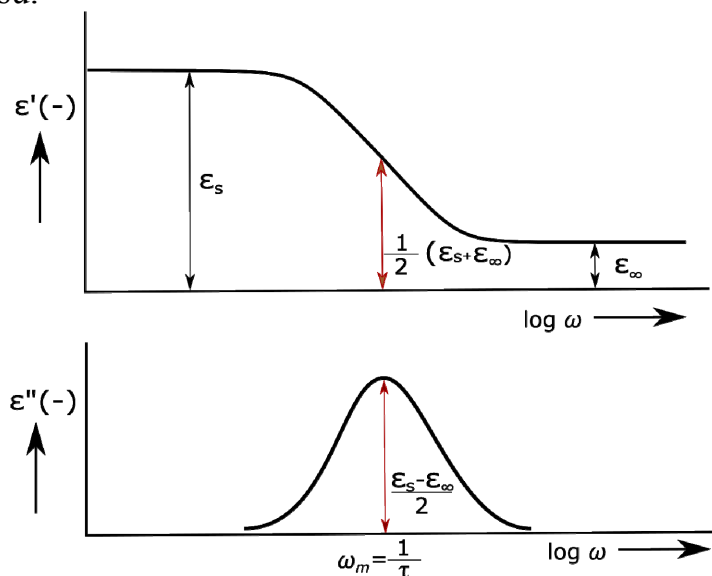 ε'(-)
εs
1/2 (εs+ε∞)
ε∞
log ω
ε"(-)
εs-ε∞/2
ωm=1/τ
log ω